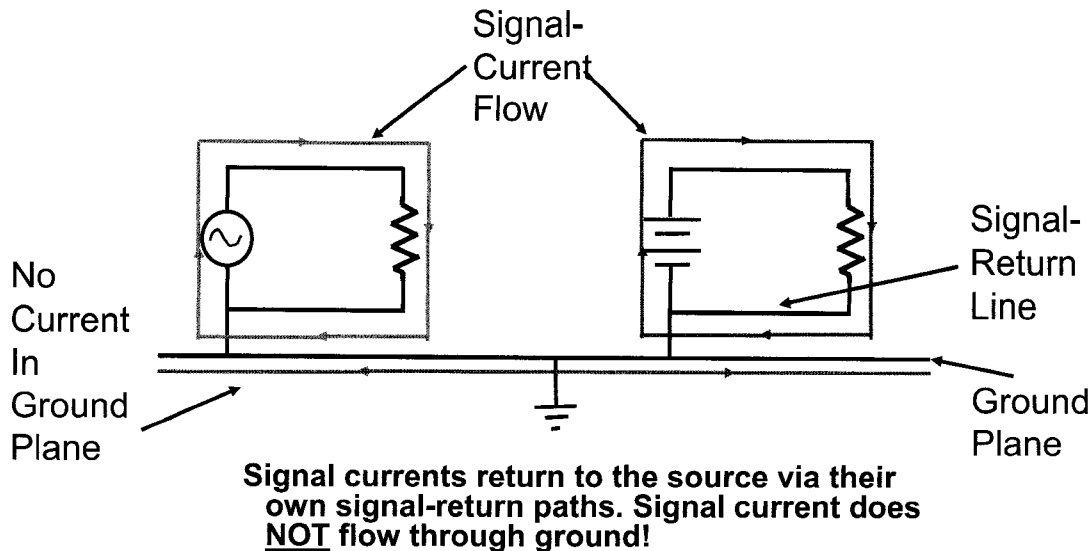 Signal-
Current
Flow
No
Current
In
Ground
Plane
Signal-
Return
Line
Ground
Plane
Signal currents return to the source via their
own signal-return paths. Signal current does
NOT flow through ground!